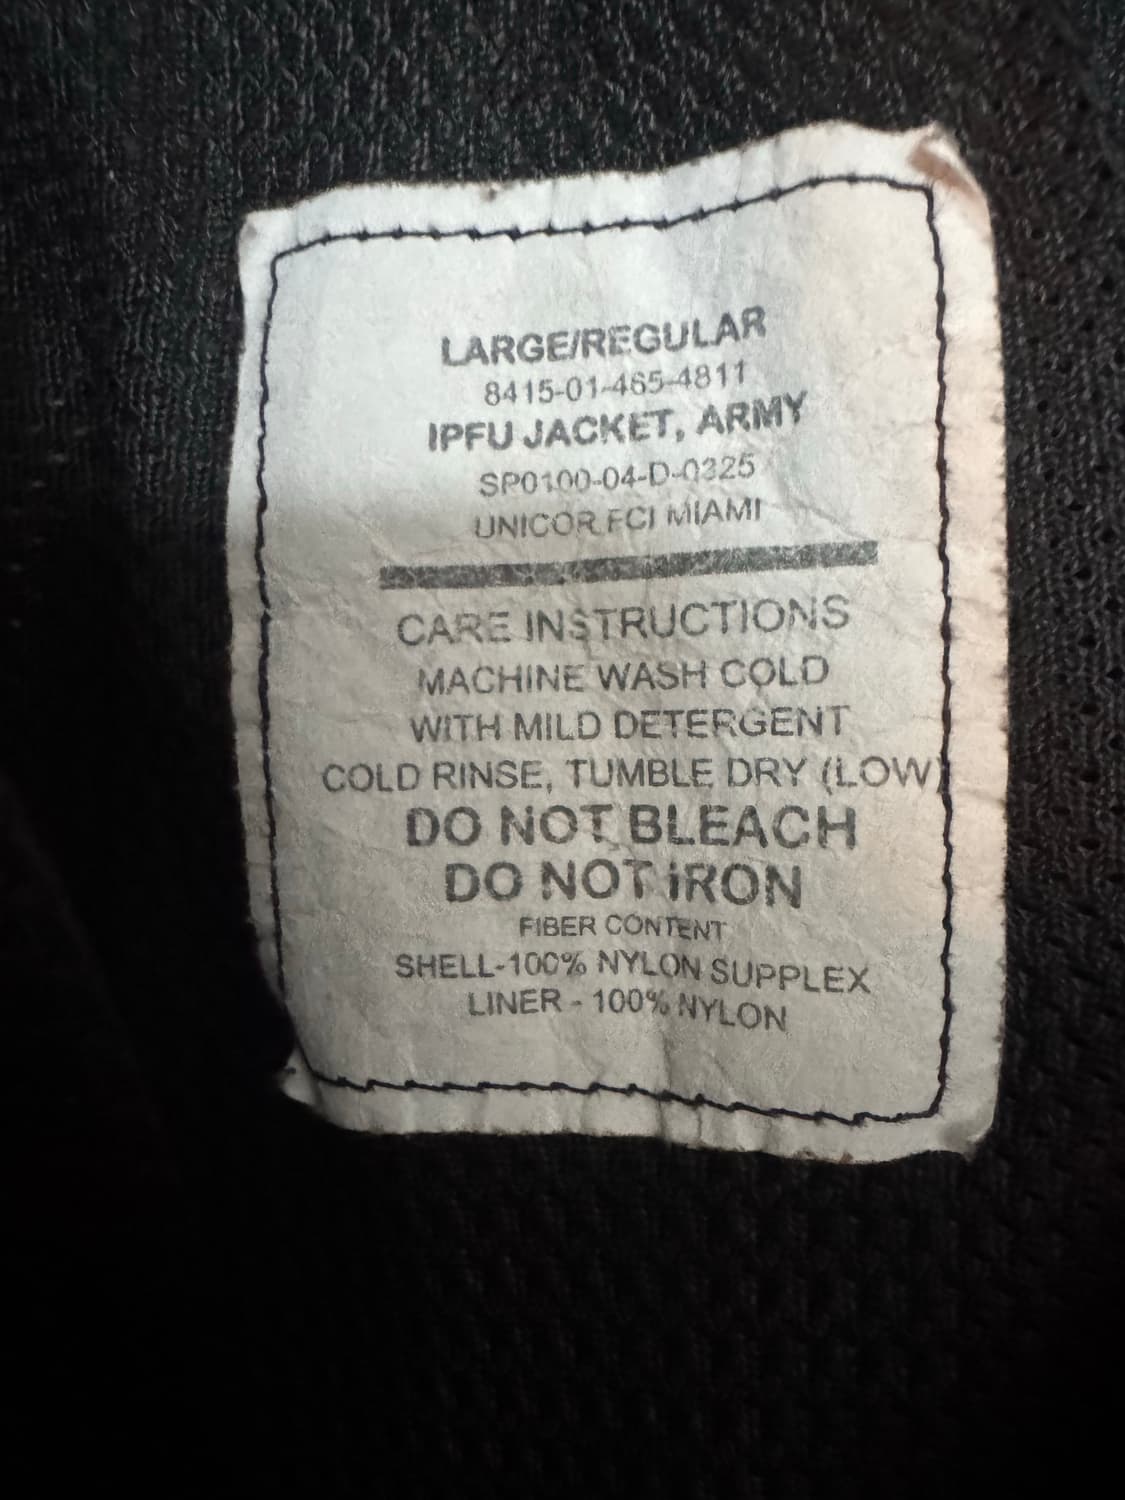 LARGE/REGULAR
8415-01-465-4811
IPFU JACKET, ARMY
SP0100-04-D-0325
UNICOR FCI MIAMI
CARE INSTRUCTIONS
MACHINE WASH COLD
WITH MILD DETERGENT
COLD RINSE, TUMBLE DRY (LOW)
DO NOT BLEACH
DO NOT IRON
FIBER CONTENT
SHELL-100% NYLON SUPPLEX
LINER - 100% NYLON